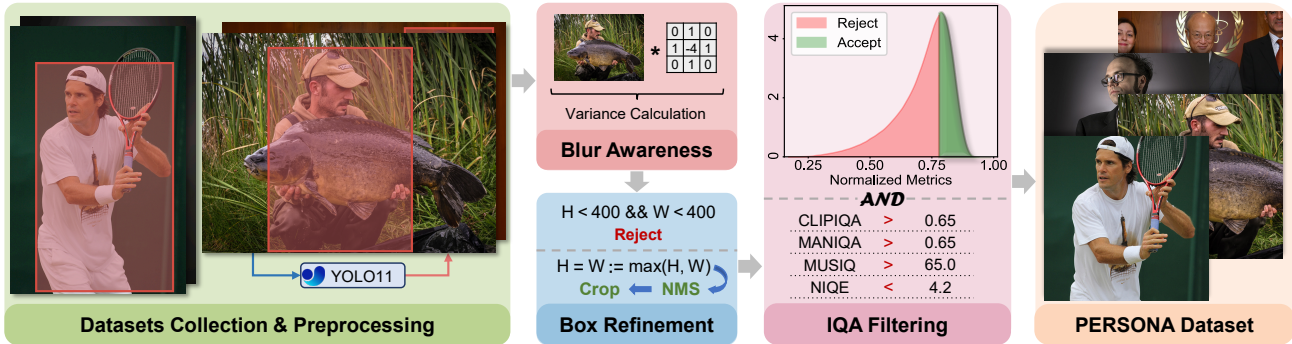 YOLO11
Datasets Collection & Preprocessing
0 1 0
* 1 -4 1
0 1 0
Variance Calculation
Blur Awareness
H < 400 && W < 400
Reject
H = W := max(H, W)
Crop NMS
Box Refinement
Reject
Accept
4
2
0
0.25 0.50 0.75 1.00
Normalized Metrics
AND
CLIPIQA > 0.65
MANIQA > 0.65
MUSIQ > 65.0
NIQE < 4.2
IQA Filtering
PERSONA Dataset